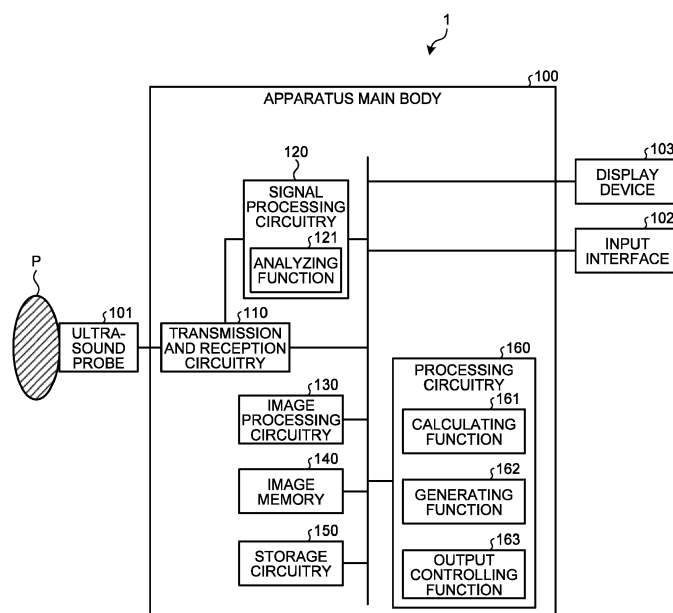 1
100
APPARATUS MAIN BODY
103
DISPLAY
DEVICE
120
SIGNAL
PROCESSING
CIRCUITRY
121
ANALYZING
FUNCTION
102
INPUT
INTERFACE
P
101
ULTRA-
SOUND
PROBE
110
TRANSMISSION
AND RECEPTION
CIRCUITRY
160
PROCESSING
CIRCUITRY
161
CALCULATING
FUNCTION
130
IMAGE
PROCESSING
CIRCUITRY
140
IMAGE
MEMORY
162
GENERATING
FUNCTION
150
STORAGE
CIRCUITRY
163
OUTPUT
CONTROLLING
FUNCTION